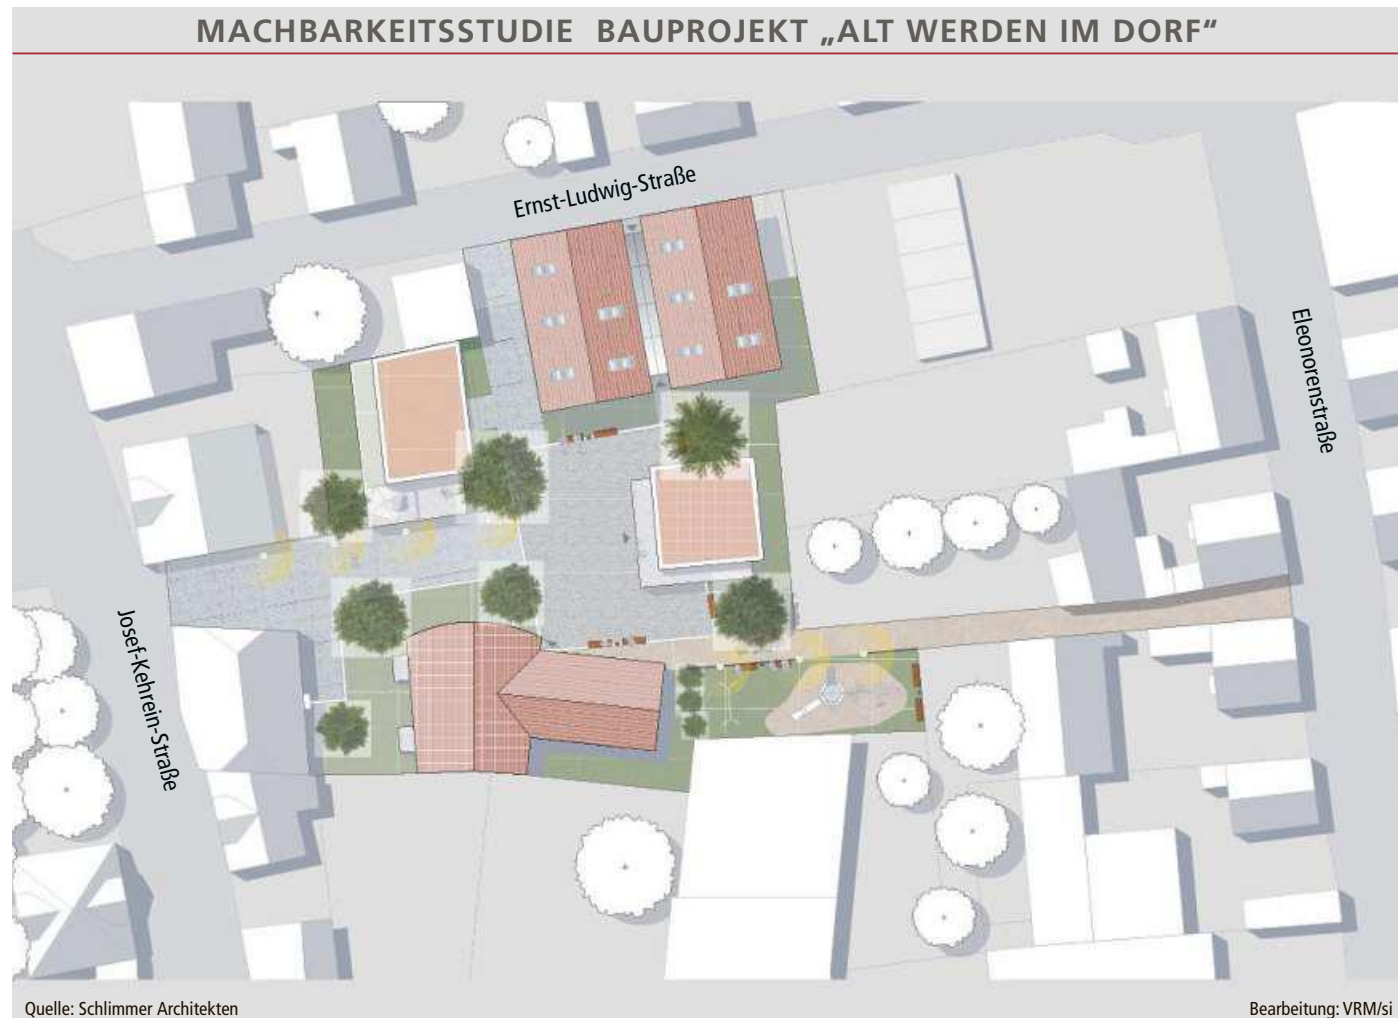 MACHBARKEITSSTUDIE BAUPROJEKT „ALT WERDEN IM DORF“
Ernst-Ludwig-Straße
Eleonorenstraße
Josef-Kehrein-Straße
Quelle: Schlimmer Architekten
Bearbeitung: VRM/si